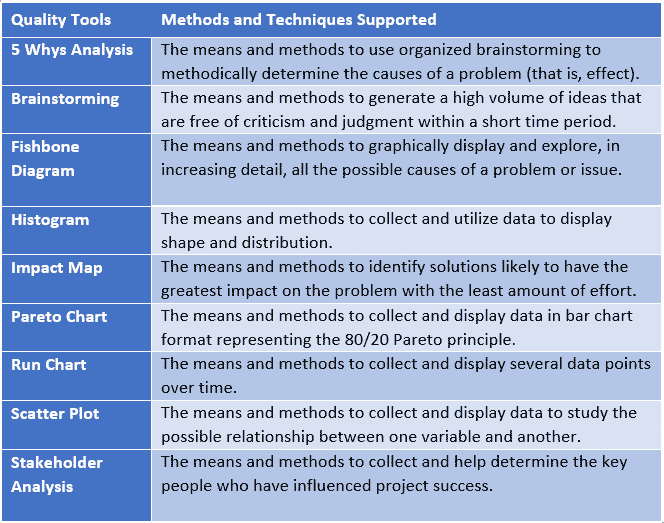 Quality Tools Methods and Techniques Supported
5 Whys Analysis The means and methods to use organized brainstorming to
methodically determine the causes of a problem (that is, effect).
Brainstorming The means and methods to generate a high volume of ideas that
are free of criticism and judgment within a short time period.
Fishbone The means and methods to graphically display and explore, in
Diagram increasing detail, all the possible causes of a problem or issue.
Histogram The means and methods to collect and utilize data to display
shape and distribution.
Impact Map The means and methods to identify solutions likely to have the
greatest impact on the problem with the least amount of effort.
Pareto Chart The means and methods to collect and display data in bar chart
format representing the 80/20 Pareto principle.
Run Chart The means and methods to collect and display several data points
over time.
Scatter Plot The means and methods to collect and display data to study the
possible relationship between one variable and another.
Stakeholder The means and methods to collect and help determine the key
Analysis people who have influenced project success.